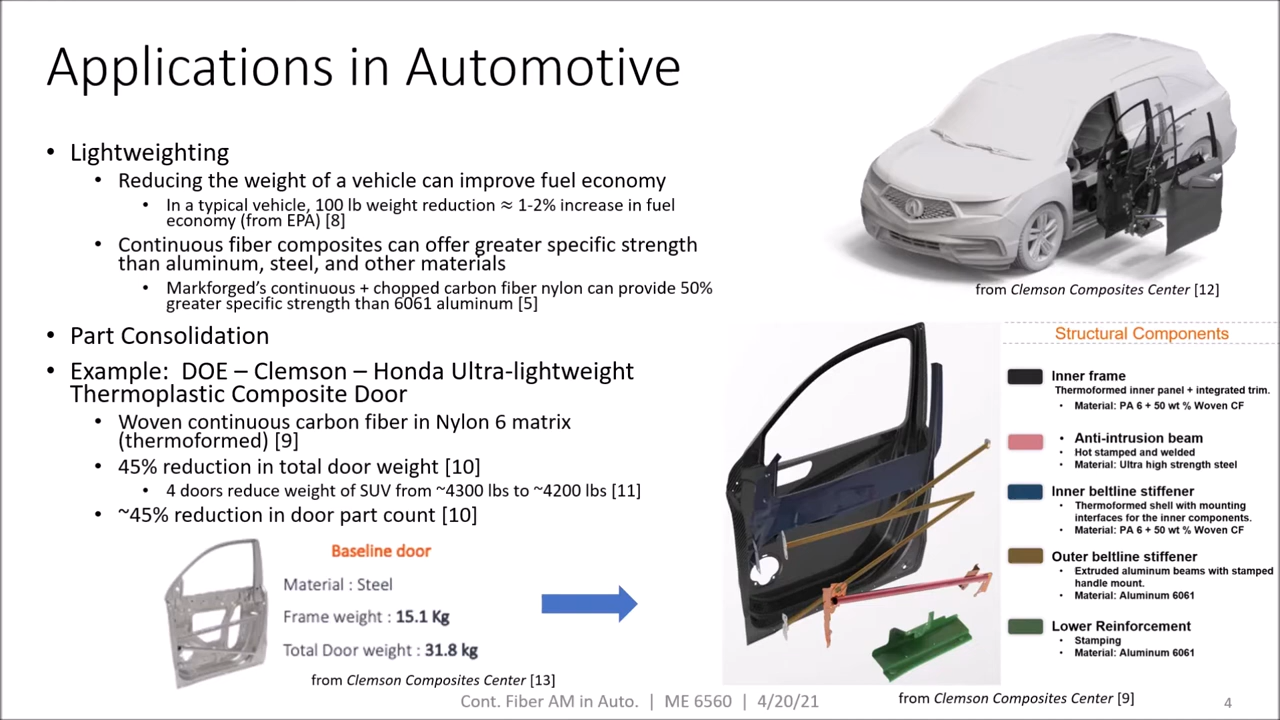 Applications in Automotive
• Lightweighting
• Reducing the weight of a vehicle can improve fuel economy
• In a typical vehicle, 100 lb weight reduction ≈ 1-2% increase in fuel
economy (from EPA) [8]
• Continuous fiber composites can offer greater specific strength
than aluminum, steel, and other materials
• Markforged's continuous + chopped carbon fiber nylon can provide 50%
greater specific strength than 6061 aluminum [5]
• Part Consolidation
• Example: DOE – Clemson – Honda Ultra-lightweight
Thermoplastic Composite Door
• Woven continuous carbon fiber in Nylon 6 matrix
(thermoformed) [9]
• 45% reduction in total door weight [10]
• 4 doors reduce weight of SUV from ~4300 lbs to ~4200 lbs [11]
• ~45% reduction in door part count [10]
Baseline door
Material : Steel
Frame weight : 15.1 Kg
Total Door weight : 31.8 kg
from Clemson Composites Center [13]
from Clemson Composites Center [12]
Structural Components
Inner frame
Thermoformed inner panel + integrated trim.
• Material: PA 6 + 50 wt % Woven CF
• Anti-intrusion beam
• Hot stamped and welded
• Material: Ultra high strength steel
Inner beltline stiffener
• Thermoformed shell with mounting
interfaces for the inner components.
• Material: PA 6 + 50 wt % Woven CF
Outer beltline stiffener
• Extruded aluminum beams with stamped
handle mount.
• Material: Aluminum 6061
Lower Reinforcement
• Stamping
• Material: Aluminum 6061
from Clemson Composites Center [9]
Cont. Fiber AM in Auto. | ME 6560 | 4/20/21
4